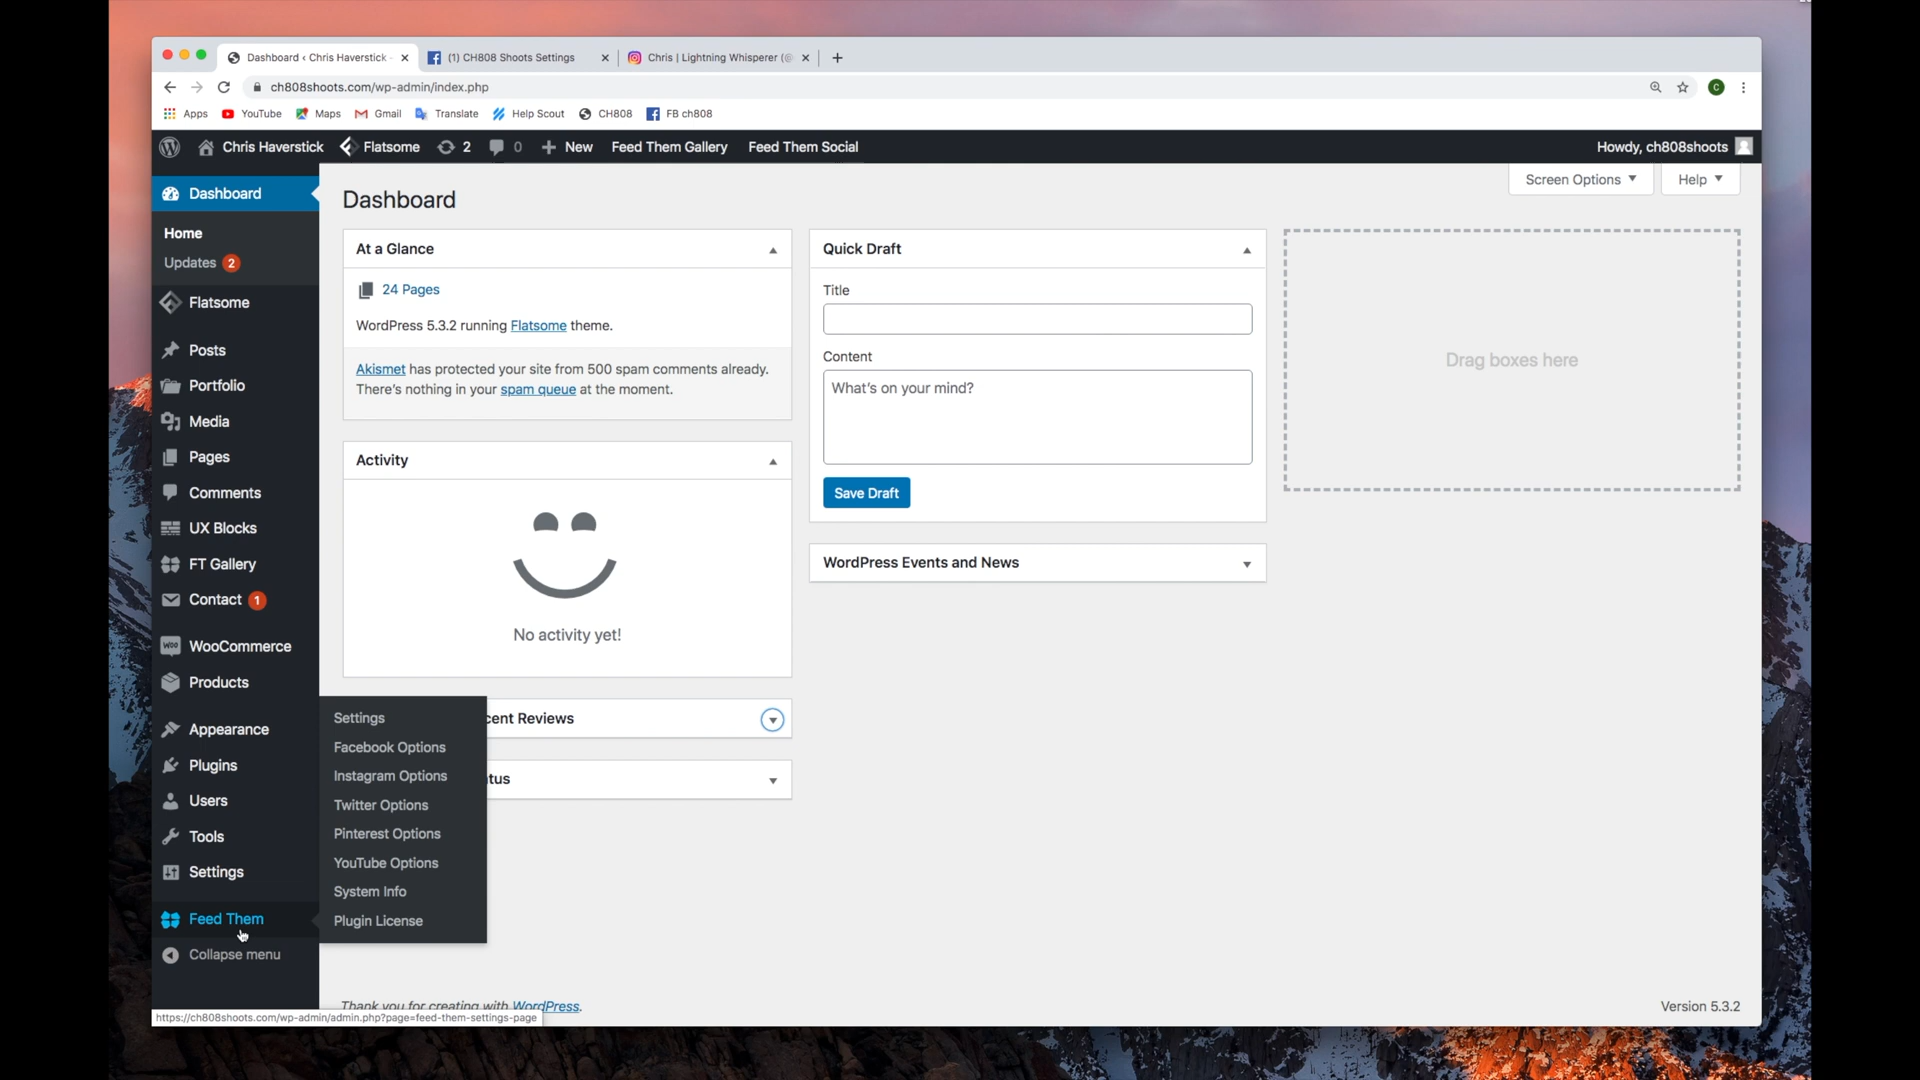 Dashboard ‹ Chris Haverstick
(1) CH808 Shoots Settings
Chris | Lightning Whisperer (@
ch808shoots.com/wp-admin/index.php
C
Apps
YouTube
Maps
Gmail
Translate
Help Scout
CH808
FB ch808
Chris Haverstick
Flatsome
2
0
New
Feed Them Gallery
Feed Them Social
Howdy, ch808shoots
Dashboard
Home
Updates 2
Flatsome
Posts
Portfolio
Media
Pages
Comments
UX Blocks
FT Gallery
Contact 1
WooCommerce
Products
Appearance
Plugins
Users
Tools
Settings
Feed Them
Collapse menu
Settings
Facebook Options
Instagram Options
Twitter Options
Pinterest Options
YouTube Options
System Info
Plugin License
Screen Options
Help
Dashboard
At a Glance
24 Pages
WordPress 5.3.2 running Flatsome theme.
Akismet has protected your site from 500 spam comments already.
There's nothing in your spam queue at the moment.
Activity
No activity yet!
cent Reviews
tus
Quick Draft
Title
Content
What's on your mind?
Save Draft
WordPress Events and News
Drag boxes here
Thank you for creating with WordPress.
Version 5.3.2
https://ch808shoots.com/wp-admin/admin.php?page=feed-them-settings-page